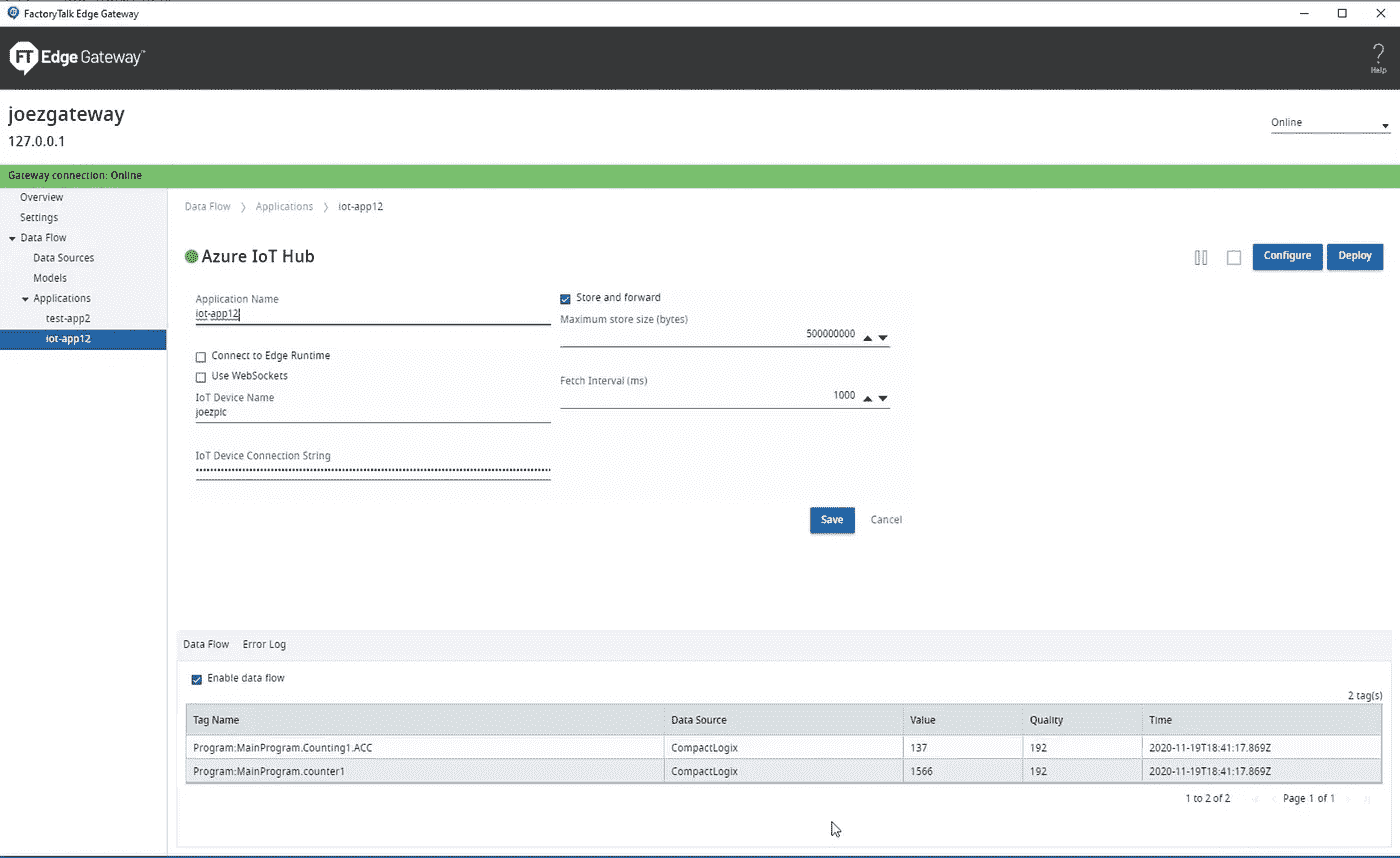 FactoryTalk Edge Gateway
FT Edge Gateway™
Help
joezgateway
127.0.0.1
Online
Gateway connection: Online
Overview
Settings
Data Flow
Data Sources
Models
Applications
test-app2
iot-app12
Data Flow > Applications > iot-app12
Azure IoT Hub
Configure
Deploy
Application Name
iot-app12
Connect to Edge Runtime
Use WebSockets
IoT Device Name
joezplc
IoT Device Connection String
Store and forward
Maximum store size (bytes)
500000000
Fetch Interval (ms)
1000
Save Cancel
Data Flow Error Log
Enable data flow
2 tag(s)
Tag Name Data Source Value Quality Time
Program:MainProgram.Counting1.ACC CompactLogix 137 192 2020-11-19T18:41:17.869Z
Program:MainProgram.counter1 CompactLogix 1566 192 2020-11-19T18:41:17.869Z
1 to 2 of 2 Page 1 of 1